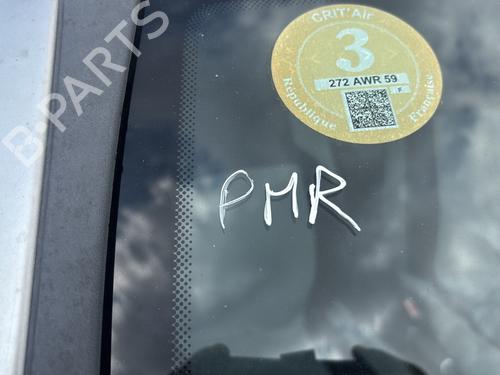 B-PARTS
CRIT'Air
3
272 AWR 59
F
République
Française
PMR